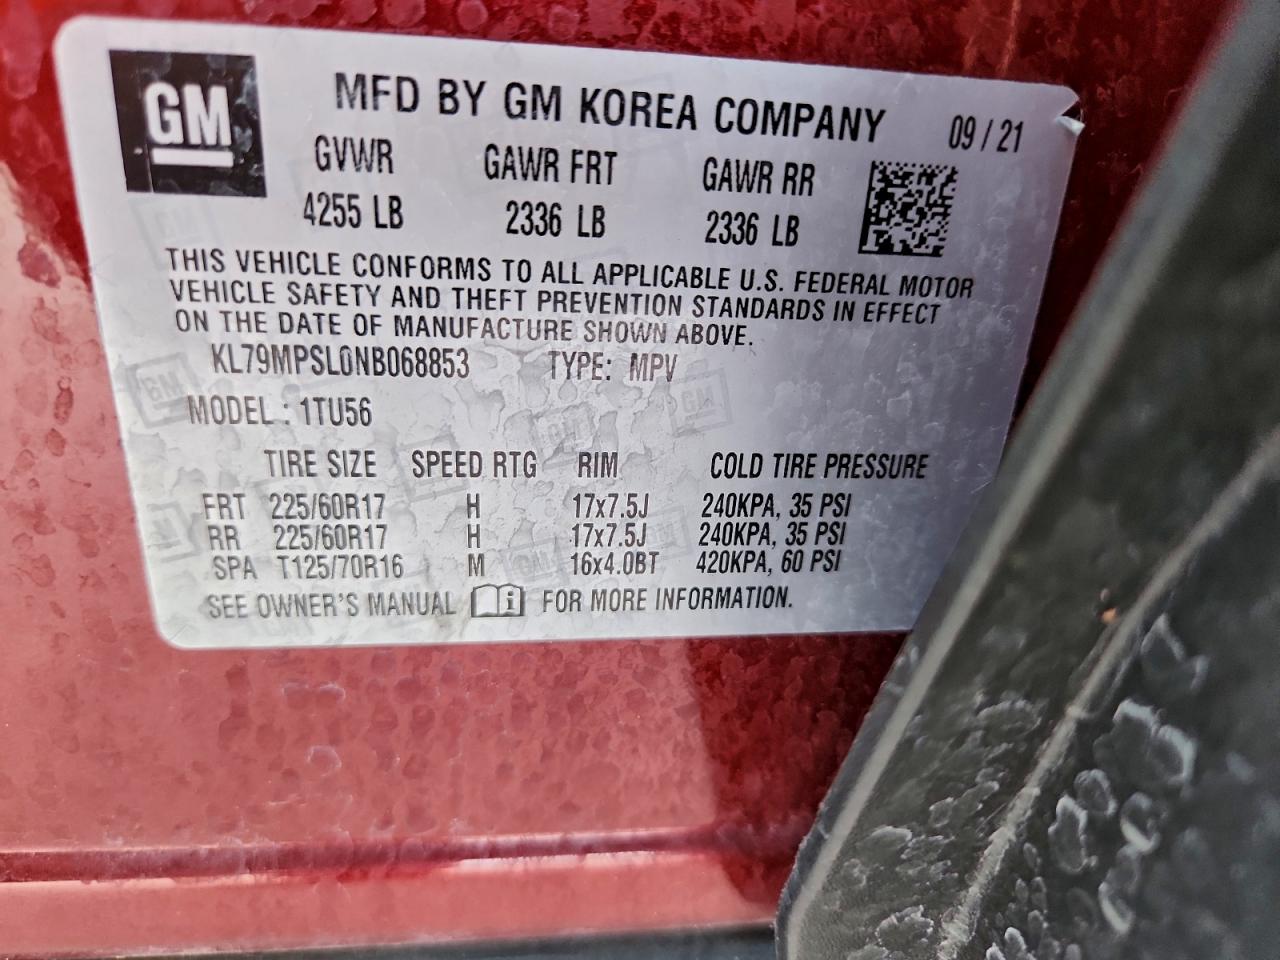 GM
MFD BY GM KOREA COMPANY 09 / 21
GVWR GAWR FRT GAWR RR
4255 LB 2336 LB 2336 LB
THIS VEHICLE CONFORMS TO ALL APPLICABLE U.S. FEDERAL MOTOR
VEHICLE SAFETY AND THEFT PREVENTION STANDARDS IN EFFECT
ON THE DATE OF MANUFACTURE SHOWN ABOVE.
KL79MPSL0NB068853 TYPE: MPV
MODEL : 1TU56
TIRE SIZE SPEED RTG RIM COLD TIRE PRESSURE
FRT 225/60R17 H 17x7.5J 240KPA, 35 PSI
RR 225/60R17 H 17x7.5J 240KPA, 35 PSI
SPA T125/70R16 M 16x4.0BT 420KPA, 60 PSI
SEE OWNER'S MANUAL i FOR MORE INFORMATION.